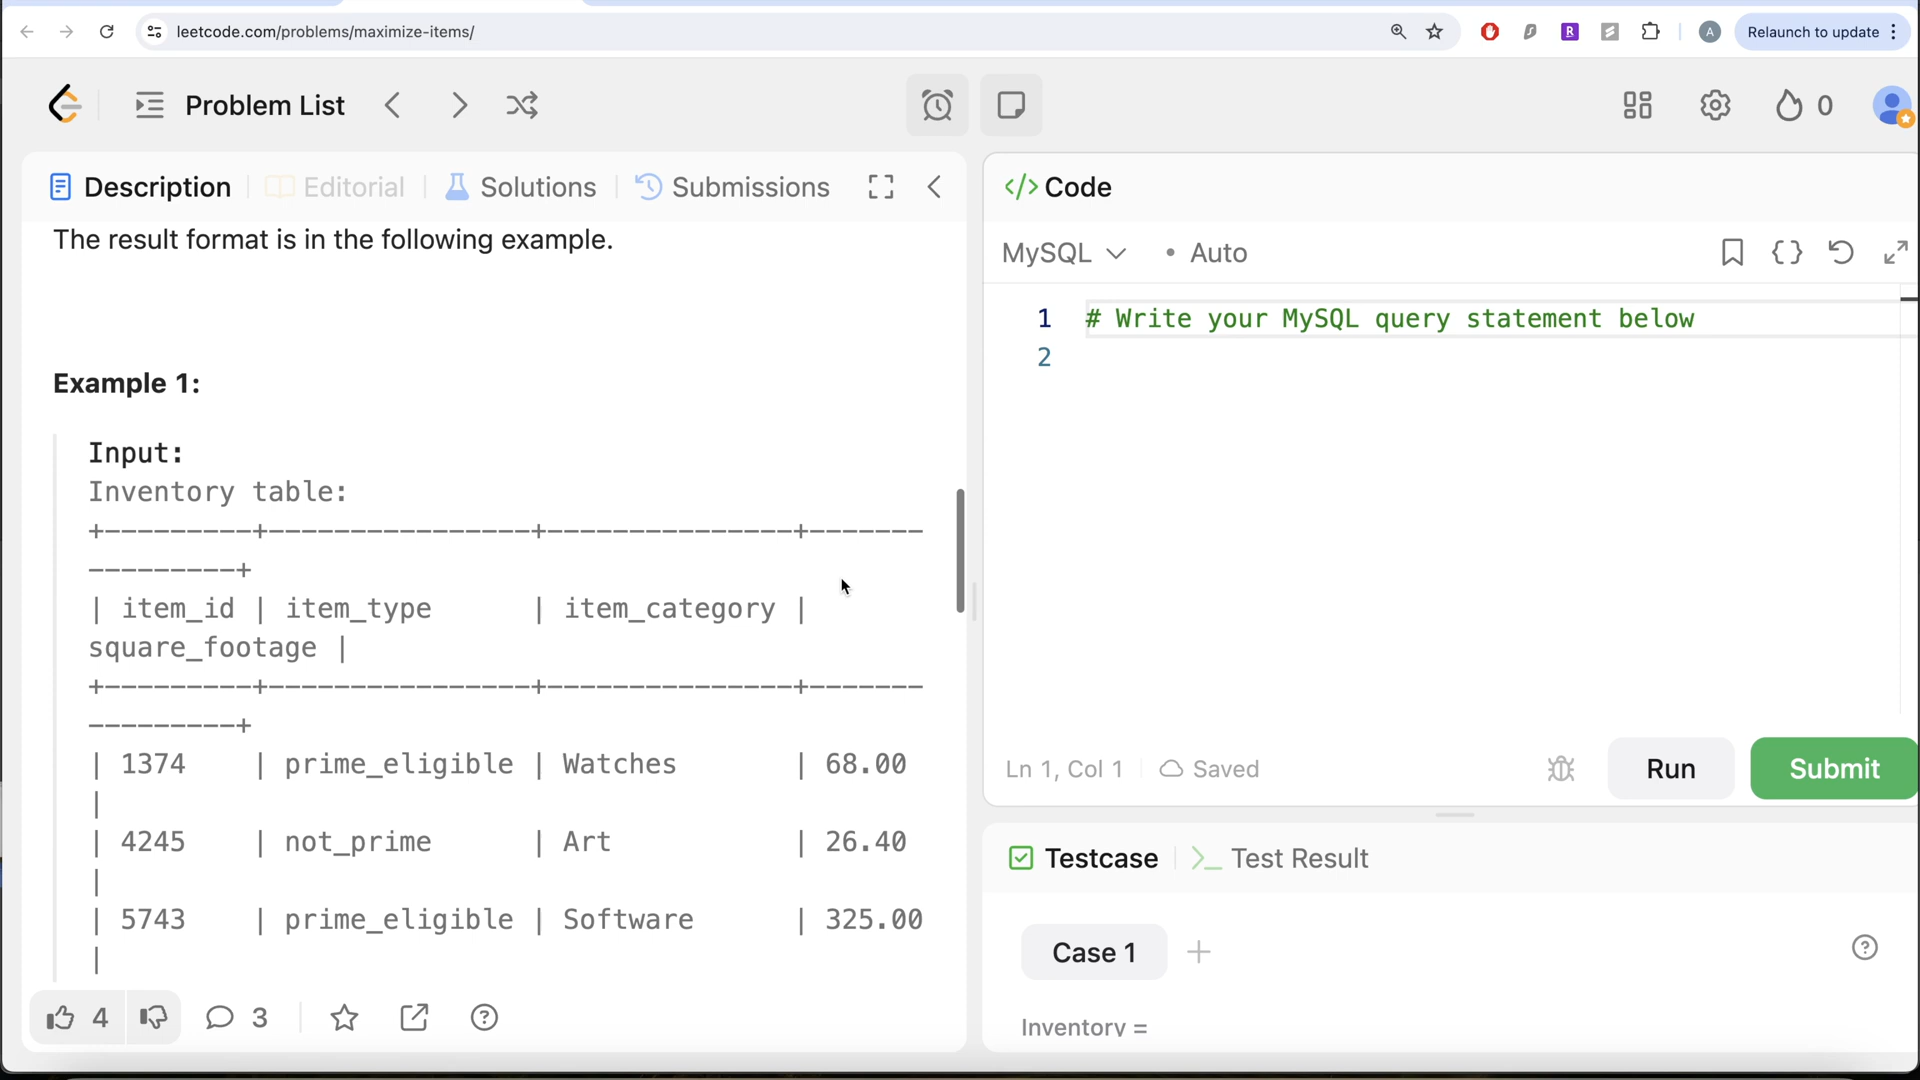 leetcode.com/problems/maximize-items/
R
A
Relaunch to update
Problem List
0
Description
Editorial
Solutions
Submissions
The result format is in the following example.
Example 1:
Input:
Inventory table:
+---------+----------------+---------------+-------
---------+
| item_id | item_type      | item_category |
square_footage |
+---------+----------------+---------------+-------
---------+
| 1374    | prime_eligible | Watches       | 68.00
|
| 4245    | not_prime      | Art           | 26.40
|
| 5743    | prime_eligible | Software      | 325.00
|
4
3
</> Code
MySQL
• Auto
{}
1 # Write your MySQL query statement below
2
Ln 1, Col 1
Saved
Run
Submit
Testcase
>_ Test Result
Case 1
+
Inventory =